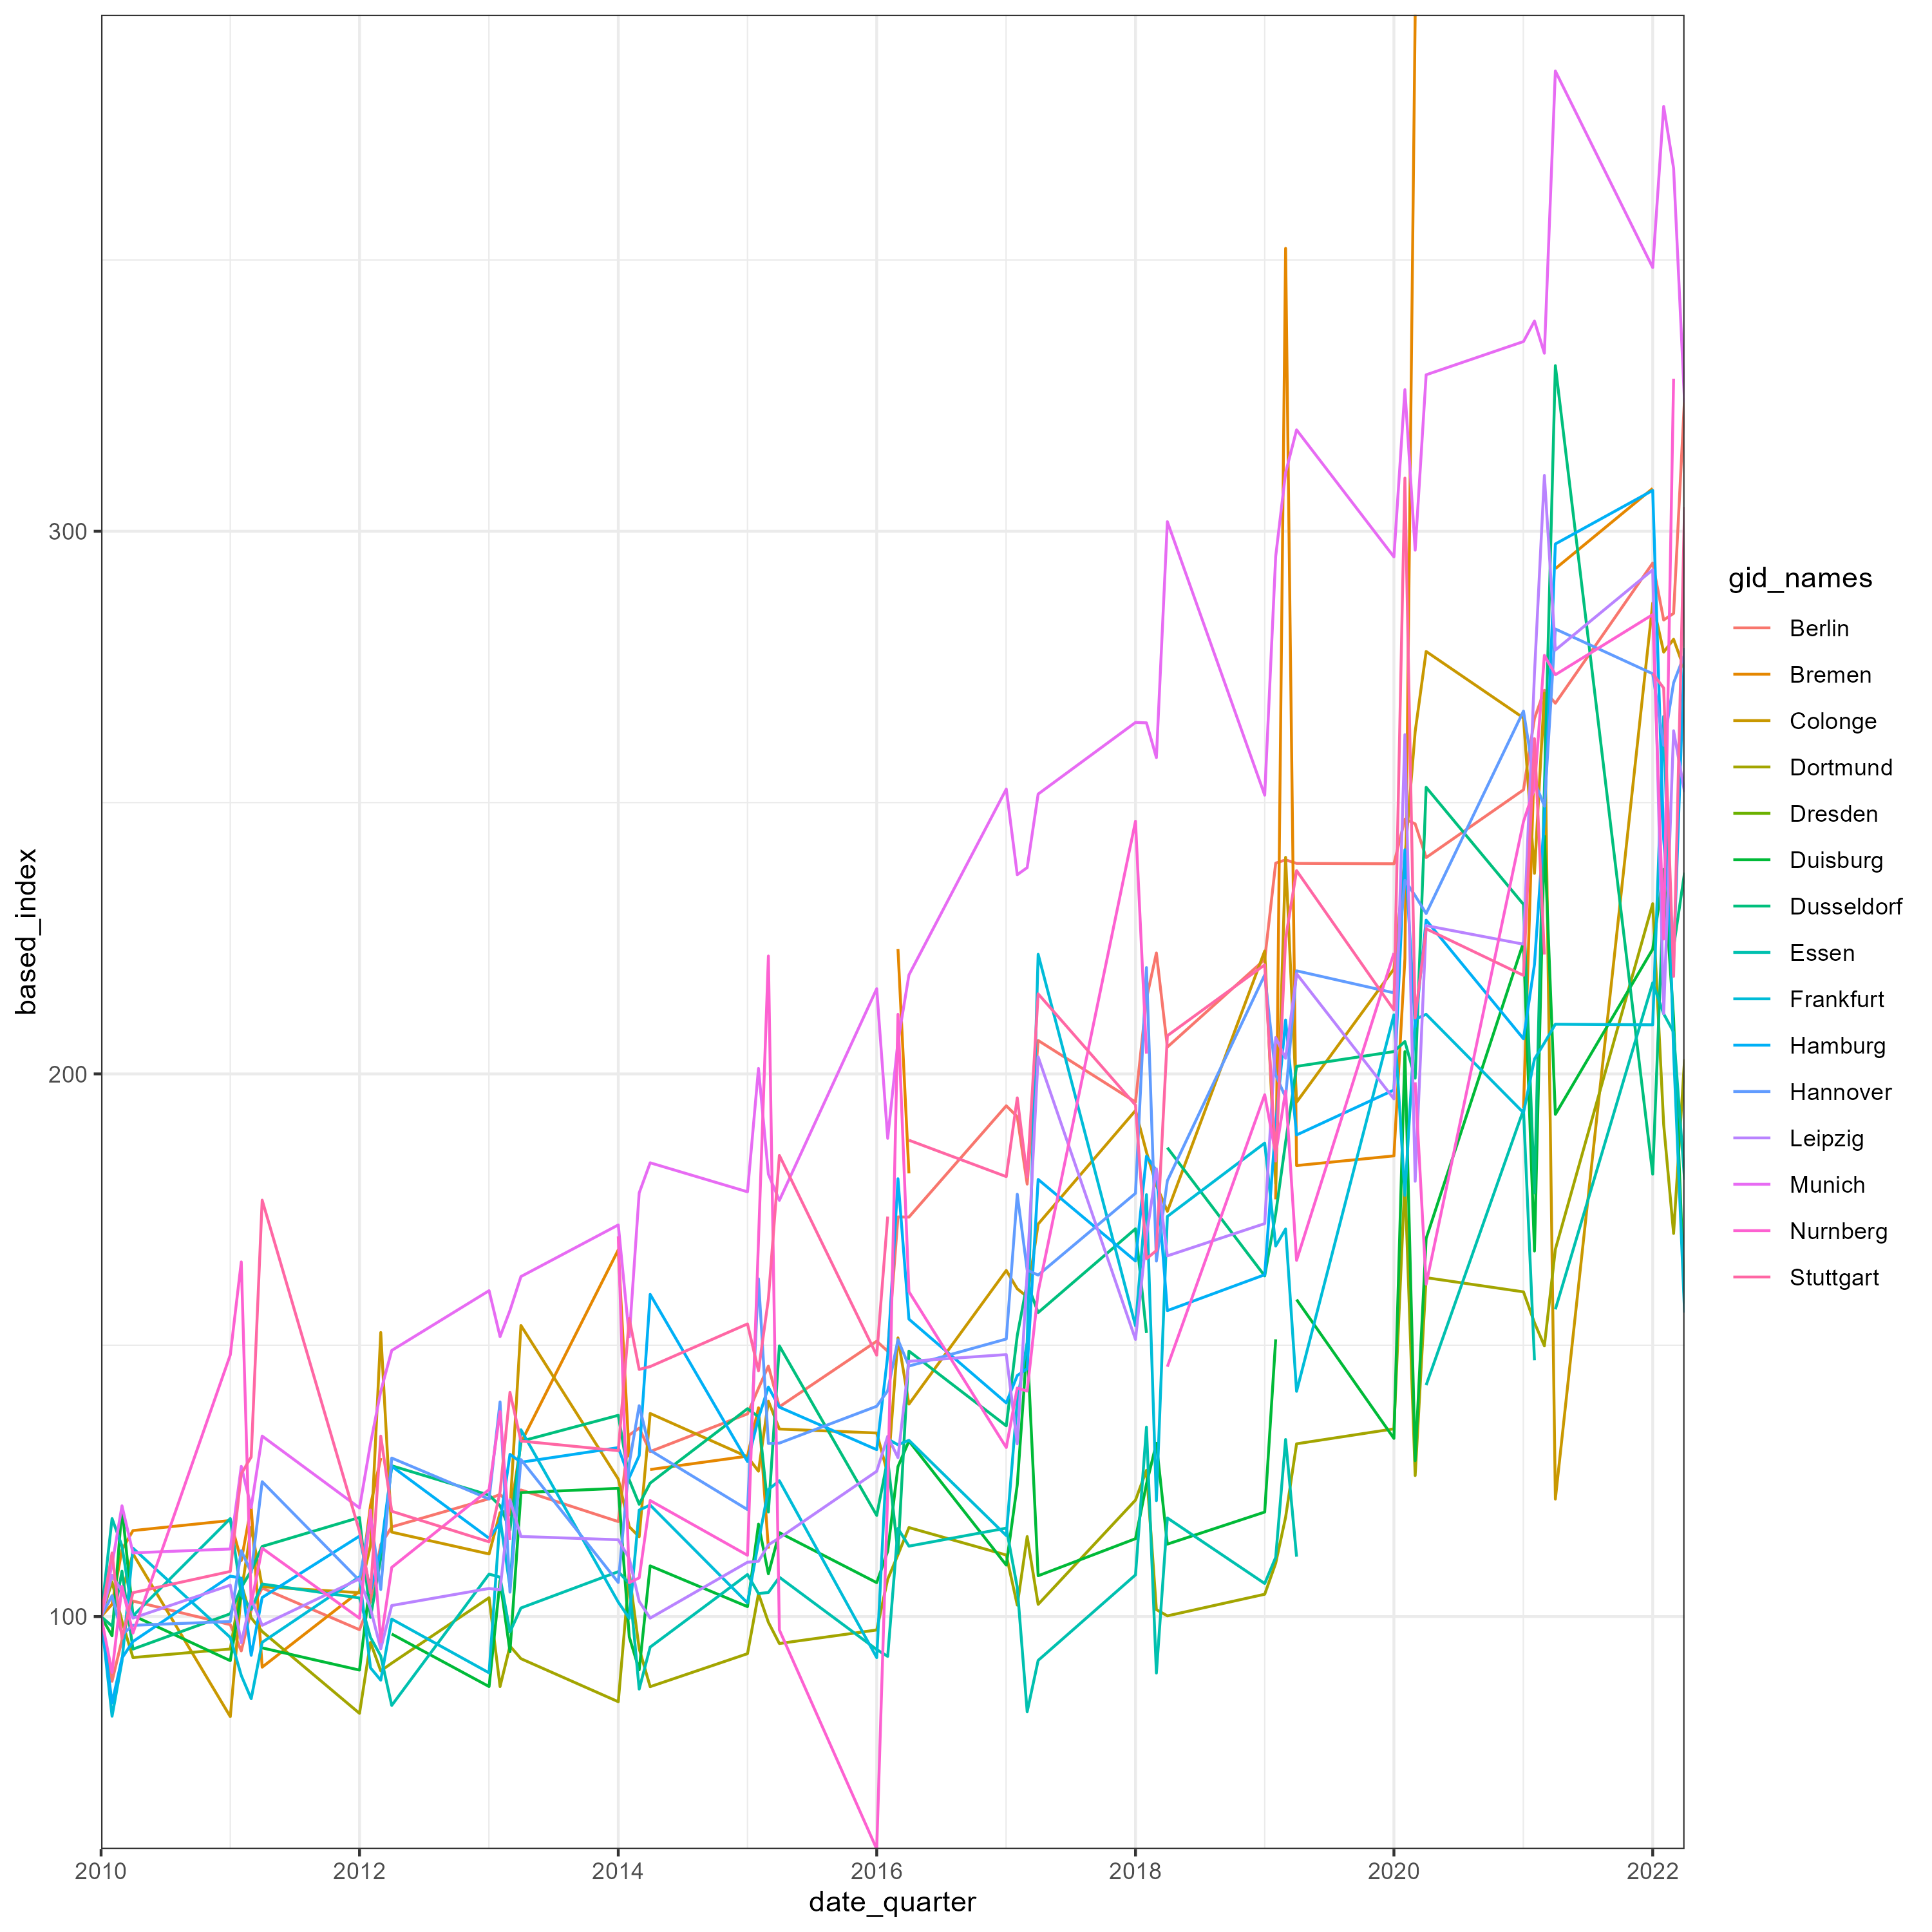 300
200
100
based_index
2010
2012
2014
2016
2018
2020
2022
date_quarter
gid_names
Berlin
Bremen
Colonge
Dortmund
Dresden
Duisburg
Dusseldorf
Essen
Frankfurt
Hamburg
Hannover
Leipzig
Munich
Nurnberg
Stuttgart